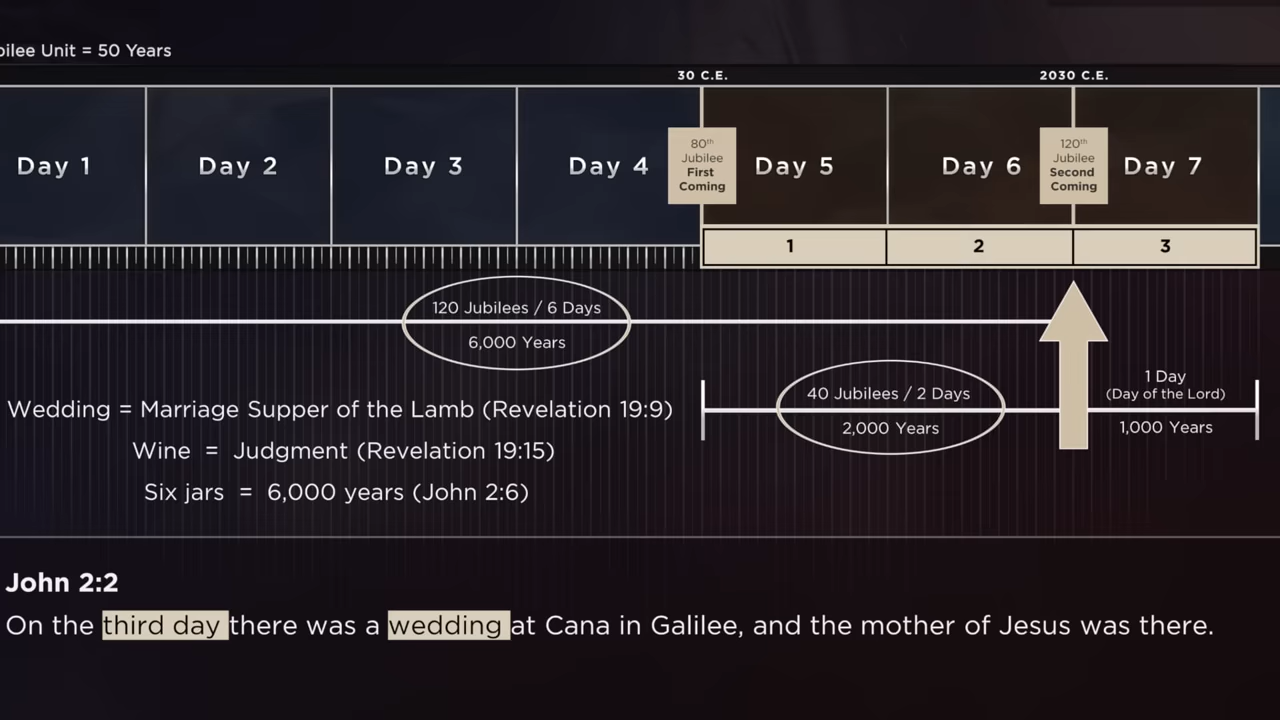 bilee Unit = 50 Years
30 C.E.
2030 C.E.
Day 1
Day 2
Day 3
Day 4
80th
Jubilee
First
Coming
Day 5
Day 6
120th
Jubilee
Second
Coming
Day 7
1
2
3
120 Jubilees / 6 Days
6,000 Years
40 Jubilees / 2 Days
2,000 Years
1 Day
(Day of the Lord)
1,000 Years
Wedding = Marriage Supper of the Lamb (Revelation 19:9)
Wine = Judgment (Revelation 19:15)
Six jars = 6,000 years (John 2:6)
John 2:2
On the third day there was a wedding at Cana in Galilee, and the mother of Jesus was there.